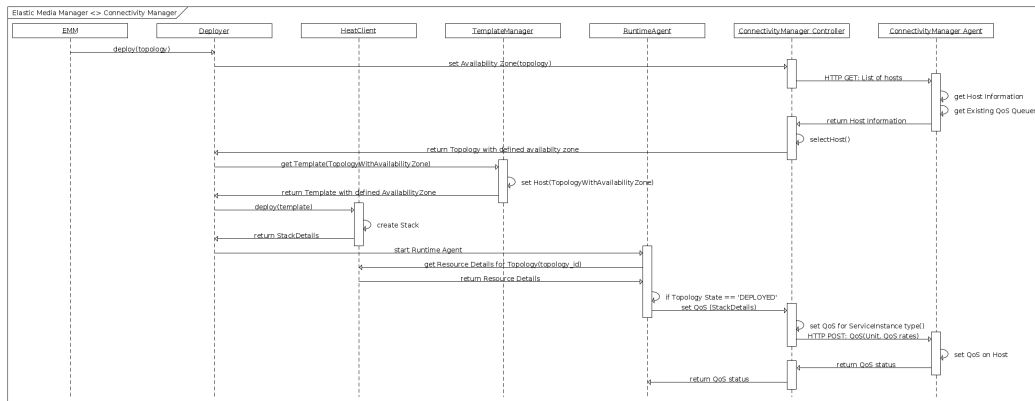 Elastic Media Manager <> Connectivity Manager
EMM
Deployer
HeatClient
TemplateManager
RuntimeAgent
ConnectivityManager Controller
ConnectivityManager Agent
deploy(topology)
set Availability Zone(topology)
HTTP GET: List of hosts
get Host Information
get Existing QoS Queues
return Host Information
selectHost()
return Topology with defined availablity zone
get Template(TopologyWithAvailabilityZone)
set Host(TopologyWithAvailabilityZone)
return Template with defined AvailabilityZone
deploy(template)
create Stack
return StackDetails
start Runtime Agent
get Resource Details for Topology(topology_id)
return Resource Details
if Topology State == 'DEPLOYED'
set QoS (StackDetails)
set QoS for ServiceInstance type()
HTTP POST: QoS(Unit, QoS rates)
set QoS on Host
return QoS status
return QoS status